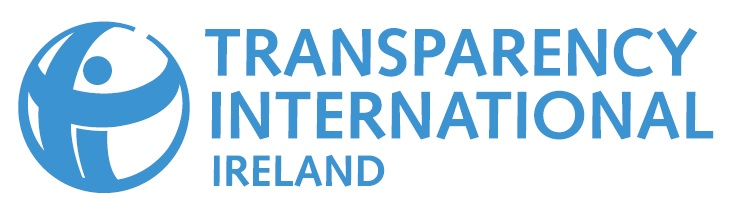 TRANSPARENCY
INTERNATIONAL
IRELAND